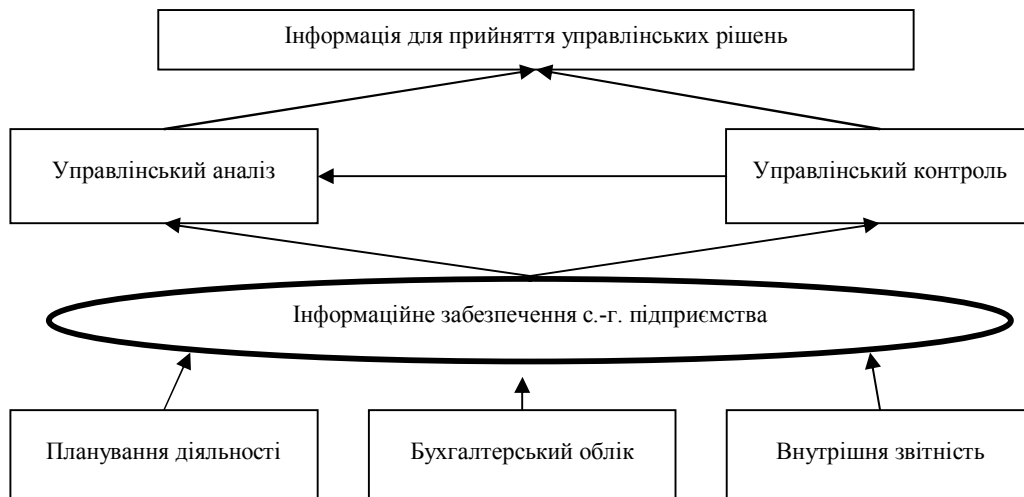 Інформація для прийняття управлінських рішень
Управлінський аналіз
Управлінський контроль
Інформаційне забезпечення с.-г. підприємства
Планування діяльності
Бухгалтерський облік
Внутрішня звітність